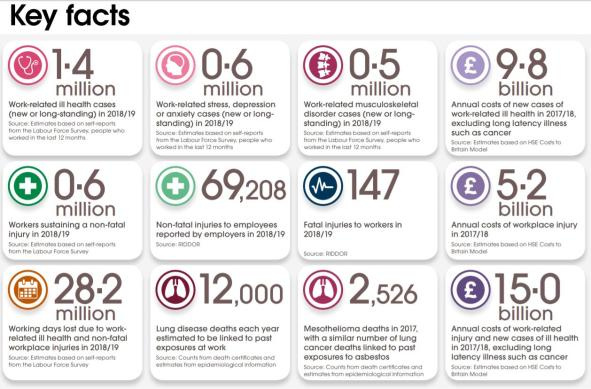 Key facts
1·4
million
Work-related ill health cases
(new or long-standing) in 2018/19
Source: Estimates based on self-reports
from the Labour Force Survey, people who
worked in the last 12 months
0·6
million
Work-related stress, depression
or anxiety cases (new or long-
standing) in 2018/19
Source: Estimates based on self-reports
from the Labour Force Survey, people who
worked in the last 12 months
0·5
million
Work-related musculoskeletal
disorder cases (new or long-
standing) in 2018/19
Source: Estimates based on self-reports
from the Labour Force Survey, people who
worked in the last 12 months
£
9·8
billion
Annual costs of new cases of
work-related ill health in 2017/18,
excluding long latency illness
such as cancer
Source: Estimates based on HSE Costs to
Britain Model
0·6
million
Workers sustaining a non-fatal
injury in 2018/19
Source: Estimates based on self-reports
from the Labour Force Survey
69,208
Non-fatal injuries to employees
reported by employers in 2018/19
Source: RIDDOR
147
Fatal injuries to workers in
2018/19
Source: RIDDOR
£
5·2
billion
Annual costs of workplace injury
in 2017/18
Source: Estimates based on HSE Costs to
Britain Model
28·2
million
Working days lost due to work-
related ill health and non-fatal
workplace injuries in 2018/19
Source: Estimates based on self-reports
from the Labour Force Survey
12,000
Lung disease deaths each year
estimated to be linked to past
exposures at work
Source: Counts from death certificates and
estimates from epidemiological information
2,526
Mesothelioma deaths in 2017,
with a similar number of lung
cancer deaths linked to past
exposures to asbestos
Source: Counts from death certificates and
estimates from epidemiological information
£
15·0
billion
Annual costs of work-related
injury and new cases of ill health
in 2017/18, excluding long
latency illness such as cancer
Source: Estimates based on HSE Costs to
Britain Model